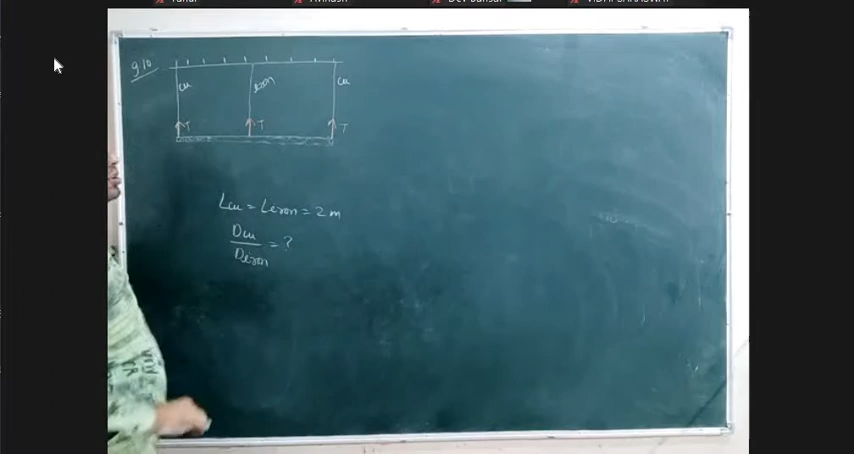 9.10
Cu iron Cu
T T T
Lcu = Liron = 2 m
Dcu
= ?
Diron